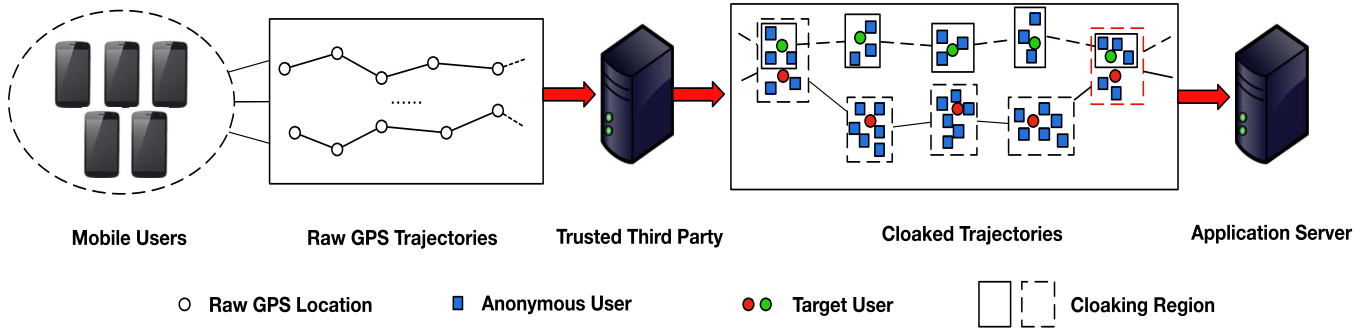 Mobile Users
Raw GPS Trajectories
Trusted Third Party
Cloaked Trajectories
Application Server
Raw GPS Location
Anonymous User
Target User
Cloaking Region